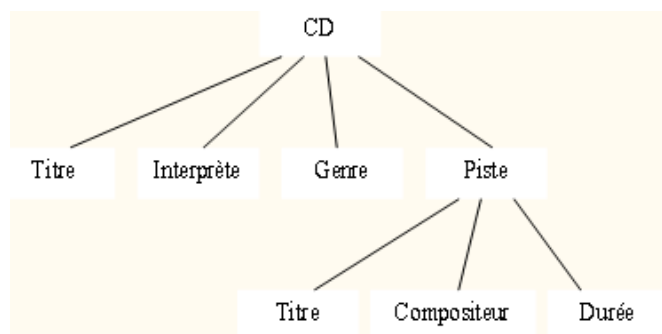 CD
Titre Interprète Genre Piste
Titre Compositeur Durée